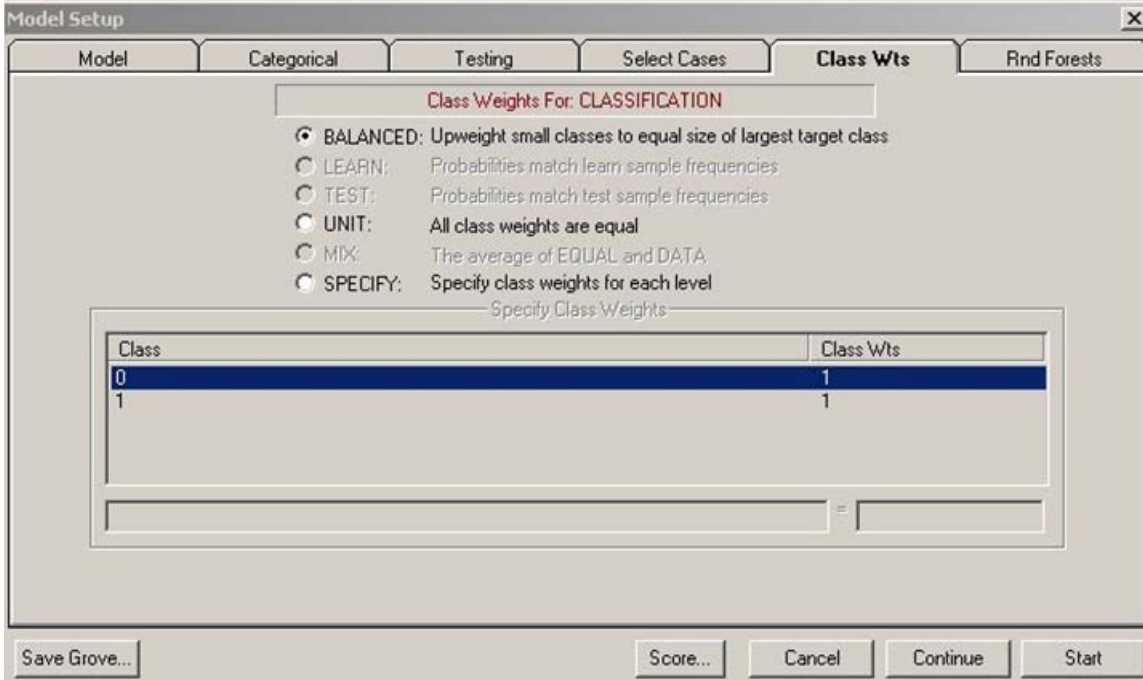 Model Setup
Model Categorical Testing Select Cases Class Wts Rnd Forests
Class Weights For: CLASSIFICATION
BALANCED: Upweight small classes to equal size of largest target class
LEARN: Probabilities match learn sample frequencies
TEST: Probabilities match test sample frequencies
UNIT: All class weights are equal
MIX: The average of EQUAL and DATA
SPECIFY: Specify class weights for each level
Specify Class Weights
Class Class Wts
0 1
1 1
=
Save Grove... Score... Cancel Continue Start